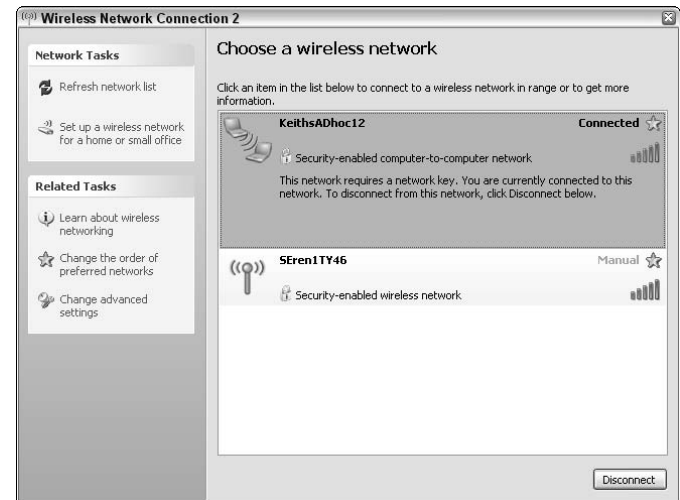 Wireless Network Connection 2
Network Tasks
Refresh network list
Set up a wireless network
for a home or small office
Related Tasks
Learn about wireless
networking
Change the order of
preferred networks
Change advanced
settings
Choose a wireless network
Click an item in the list below to connect to a wireless network in range or to get more
information.
KeithsADhoc12
Connected
Security-enabled computer-to-computer network
This network requires a network key. You are currently connected to this
network. To disconnect from this network, click Disconnect
below.
SEren1TY46
Manual
Security-enabled wireless network
Disconnect